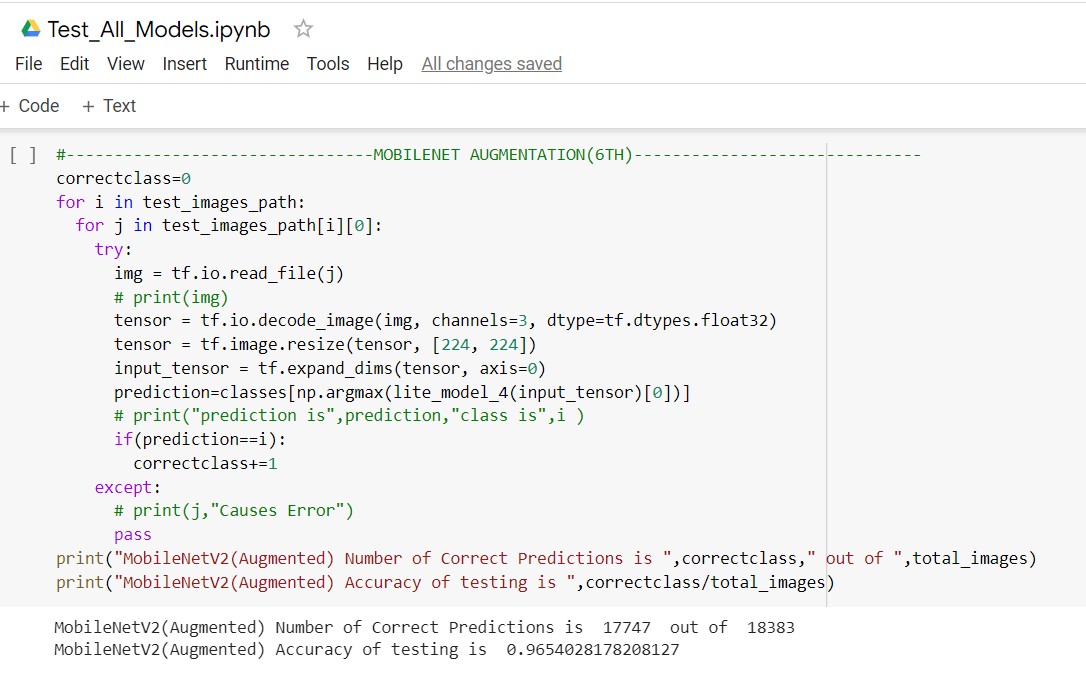 Test_All_Models.ipynb
File Edit View Insert Runtime Tools Help All changes saved
+ Code + Text
[ ] #--------------------------------MOBILENET AUGMENTATION(6TH)------------------------------
correctclass=0
for i in test_images_path:
  for j in test_images_path[i][0]:
    try:
      img = tf.io.read_file(j)
      # print(img)
      tensor = tf.io.decode_image(img, channels=3, dtype=tf.dtypes.float32)
      tensor = tf.image.resize(tensor, [224, 224])
      input_tensor = tf.expand_dims(tensor, axis=0)
      prediction=classes[np.argmax(lite_model_4(input_tensor)[0])]
      # print("prediction is",prediction,"class is",i )
      if(prediction==i):
        correctclass+=1
    except:
      # print(j,"Causes Error")
      pass
print("MobileNetV2(Augmented) Number of Correct Predictions is ",correctclass," out of ",total_images)
print("MobileNetV2(Augmented) Accuracy of testing is ",correctclass/total_images)
MobileNetV2(Augmented) Number of Correct Predictions is  17747  out of  18383
MobileNetV2(Augmented) Accuracy of testing is  0.9654028178208127